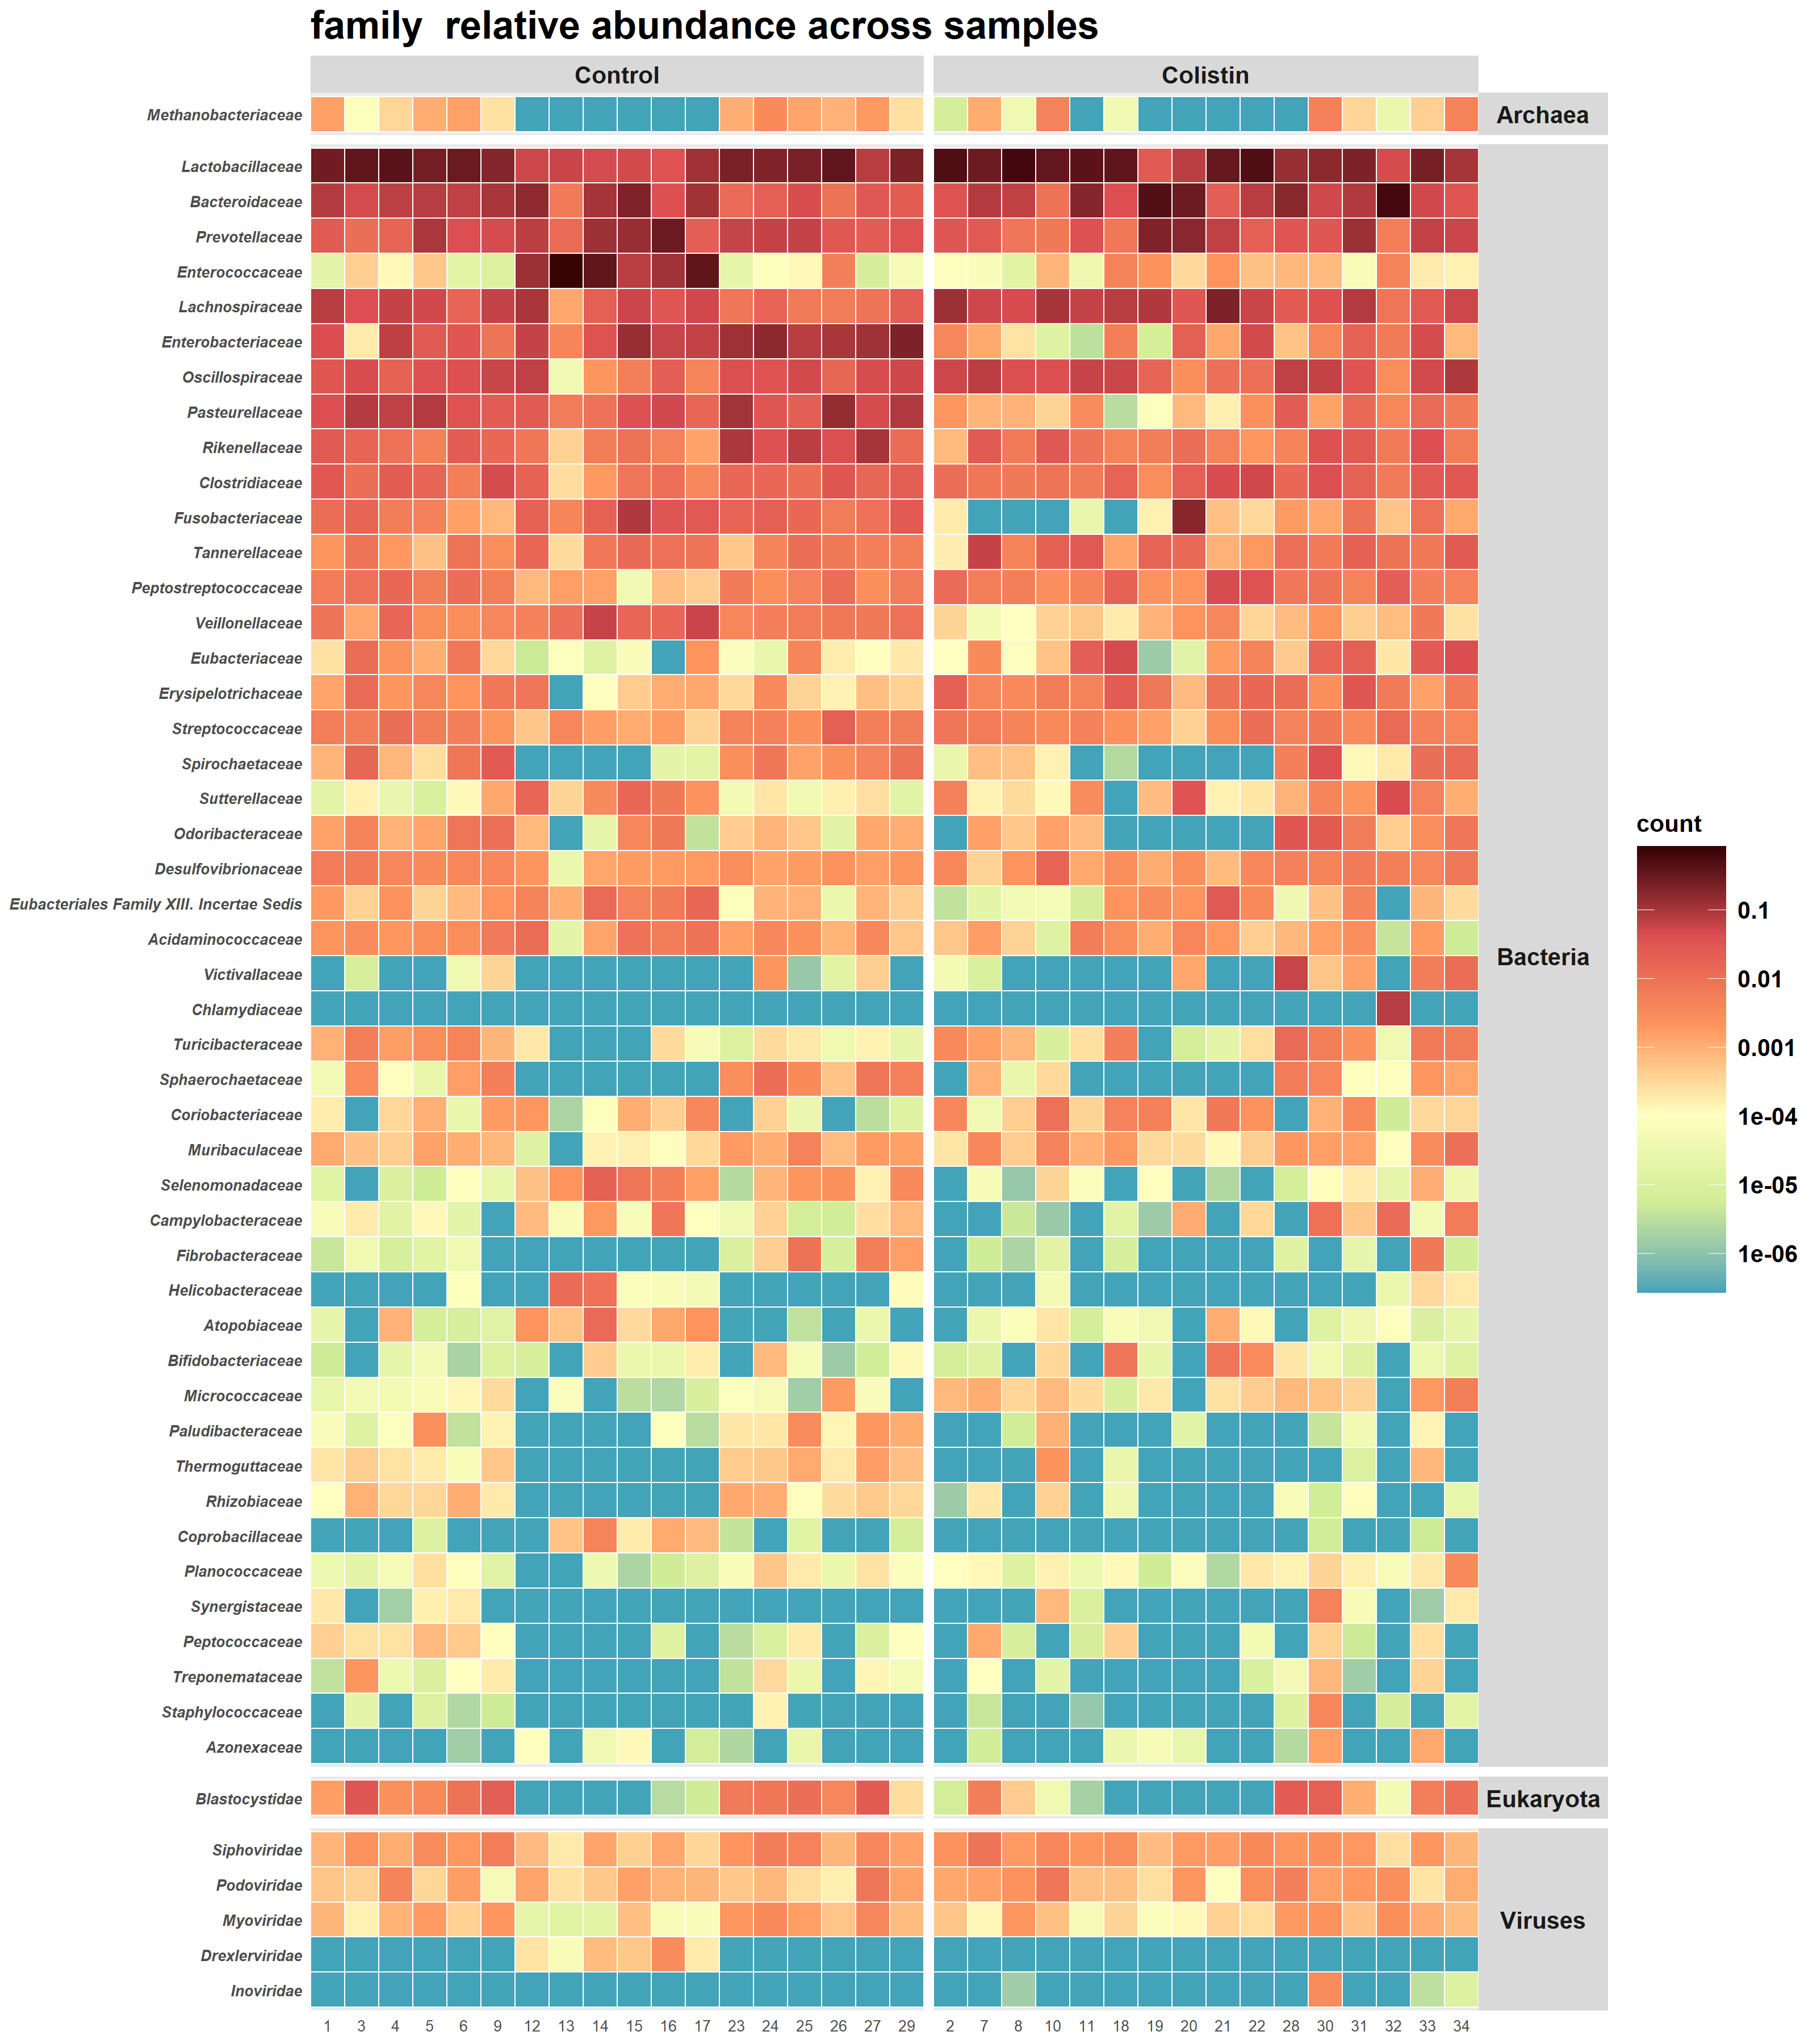 family  relative abundance across samples
Control
Colistin
Methanobacteriaceae
Archaea
Lactobacillaceae
Bacteroidaceae
Prevotellaceae
Enterococcaceae
Lachnospiraceae
Enterobacteriaceae
Oscillospiraceae
Pasteurellaceae
Rikenellaceae
Clostridiaceae
Fusobacteriaceae
Tannerellaceae
Peptostreptococcaceae
Veillonellaceae
Eubacteriaceae
Erysipelotrichaceae
Streptococcaceae
Spirochaetaceae
Sutterellaceae
Odoribacteraceae
Desulfovibrionaceae
Eubacteriales Family XIII. Incertae Sedis
Acidaminococcaceae
Victivallaceae
Chlamydiaceae
Turicibacteraceae
Sphaerochaetaceae
Coriobacteriaceae
Muribaculaceae
Selenomonadaceae
Campylobacteraceae
Fibrobacteraceae
Helicobacteraceae
Atopobiaceae
Bifidobacteriaceae
Micrococcaceae
Paludibacteraceae
Thermoguttaceae
Rhizobiaceae
Coprobacillaceae
Planococcaceae
Synergistaceae
Peptococcaceae
Treponemataceae
Staphylococcaceae
Azonexaceae
Bacteria
Blastocystidae
Eukaryota
Siphoviridae
Podoviridae
Myoviridae
Drexlerviridae
Inoviridae
Viruses
1 3 4 5 6 9 12 13 14 15 16 17 23 24 25 26 27 29 2 7 8 10 11 18 19 20 21 22 28 30 31 32 33 34
count
0.1
0.01
0.001
1e-04
1e-05
1e-06